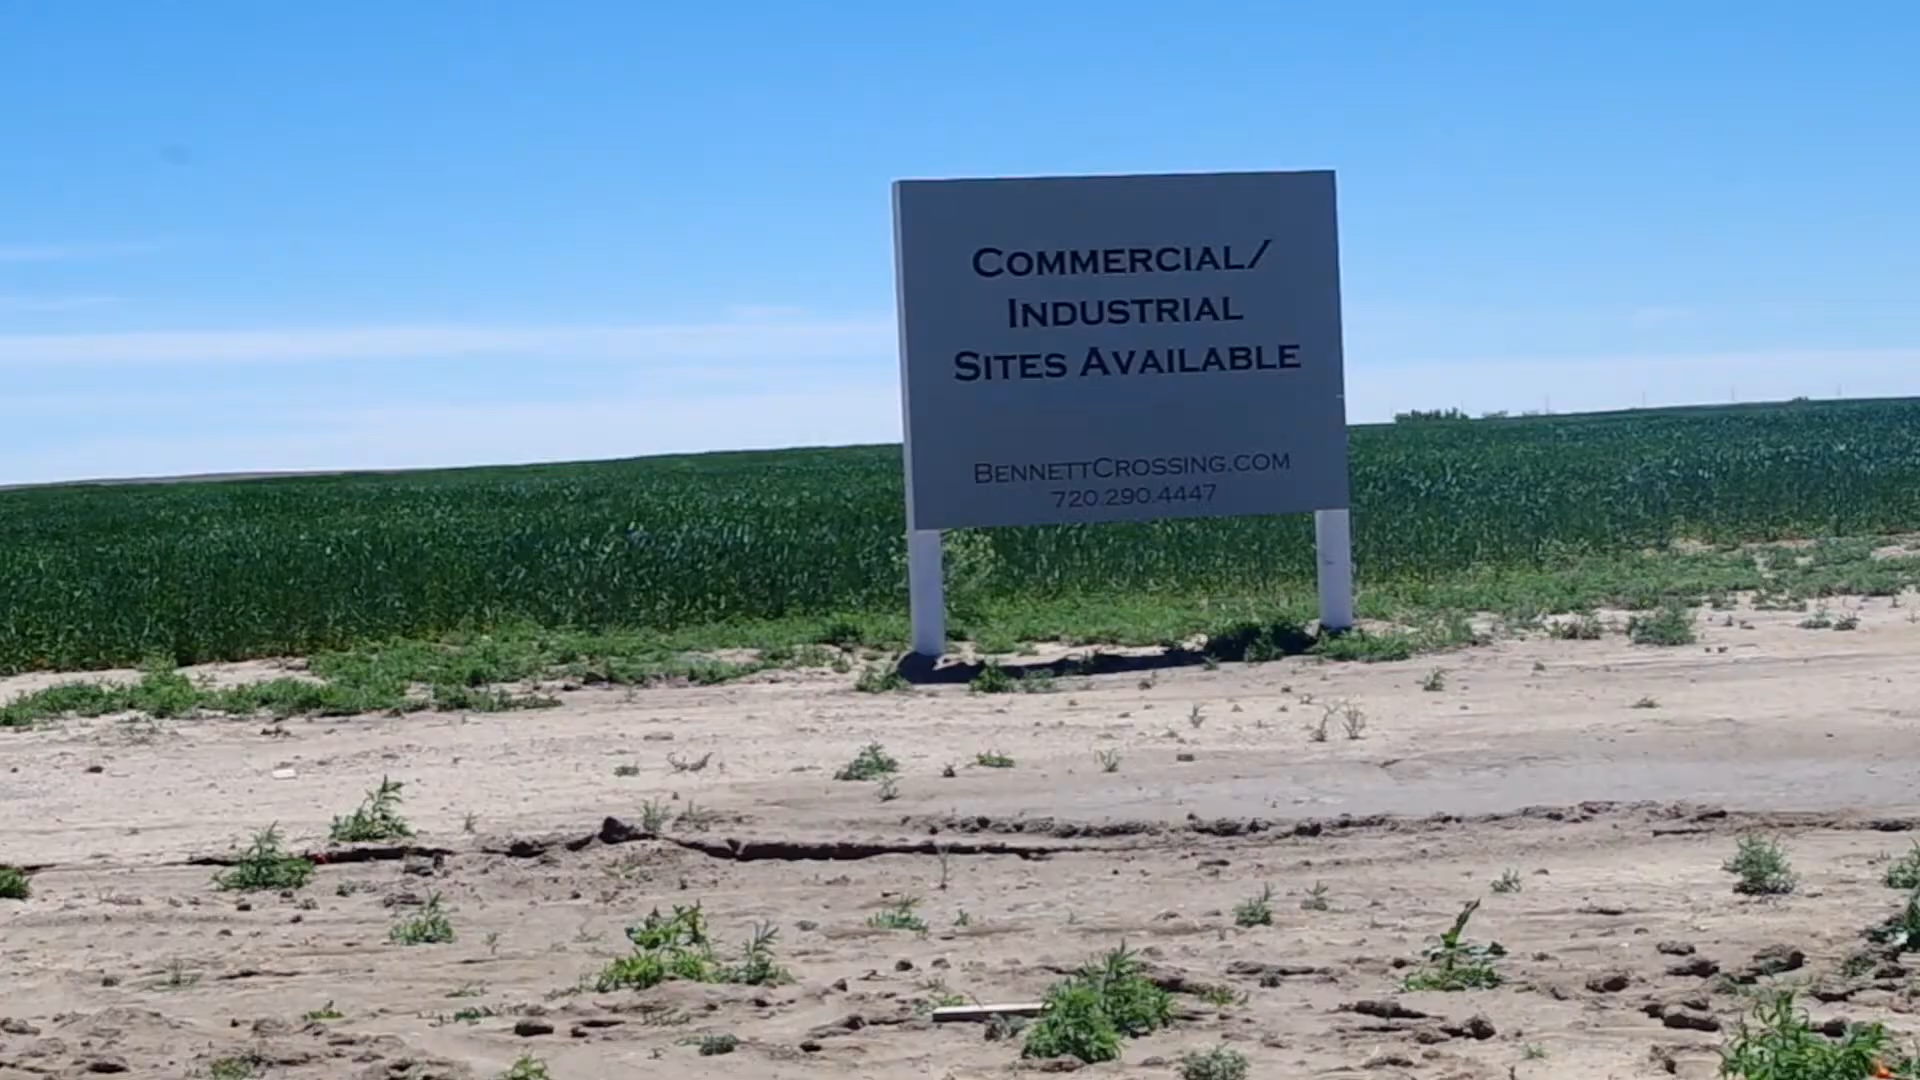 COMMERCIAL/
INDUSTRIAL
SITES AVAILABLE
BENNETTCROSSING.COM
720.290.4447